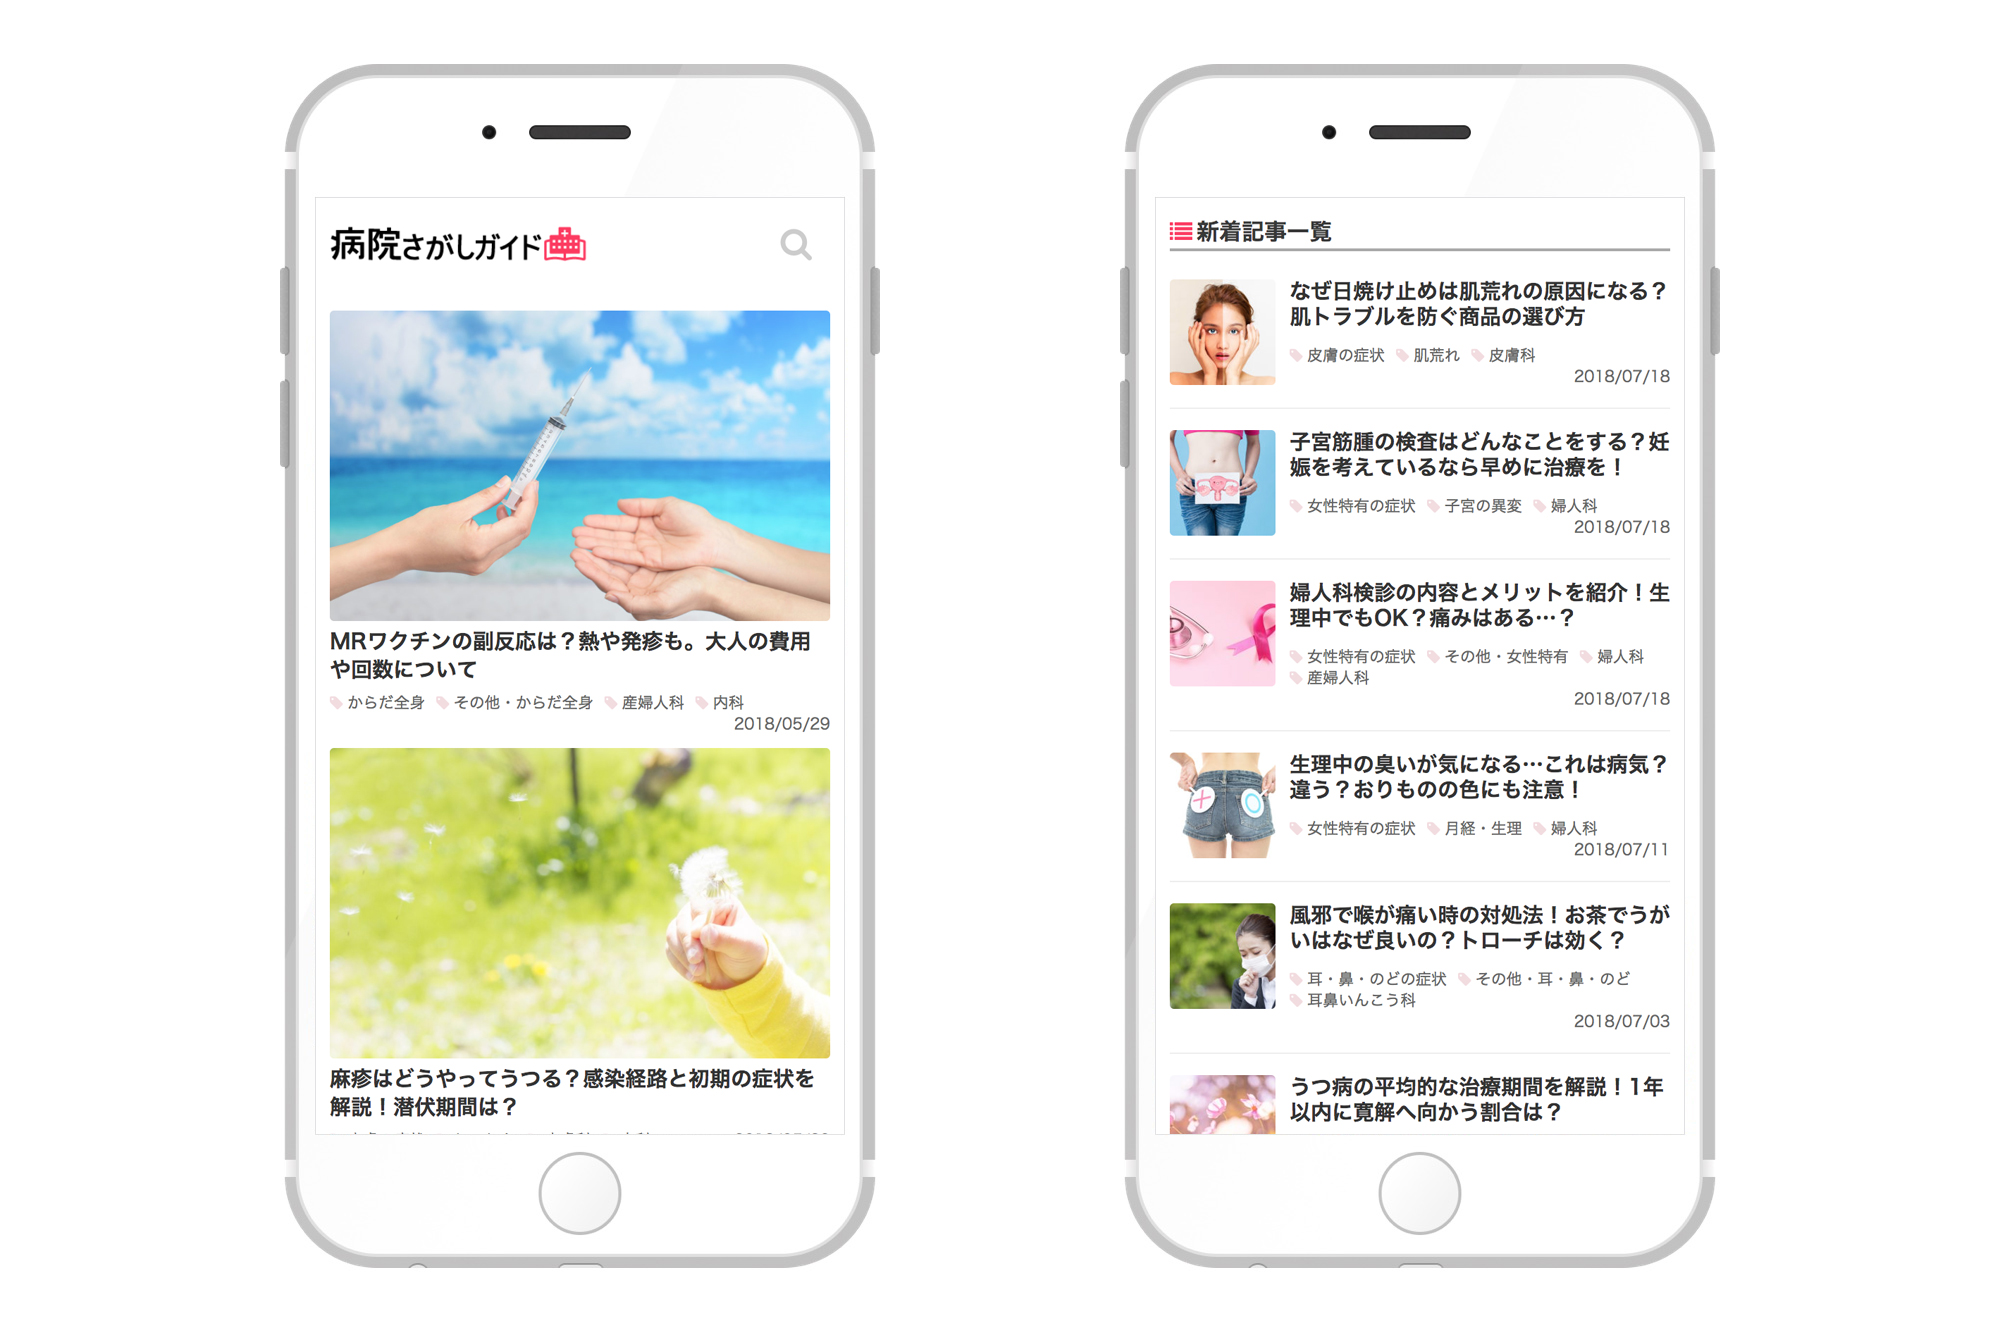 病院さがしガイド
MRワクチンの副反応は？熱や発疹も。大人の費用
や回数について
からだ全身 その他・からだ全身 産婦人科 内科
2018/05/29
麻疹はどうやってうつる？感染経路と初期の症状を
解説！潜伏期間は？
新着記事一覧
なぜ日焼け止めは肌荒れの原因になる？
肌トラブルを防ぐ商品の選び方
皮膚の症状 肌荒れ 皮膚科
2018/07/18
子宮筋腫の検査はどんなことをする？妊
娠を考えているなら早めに治療を！
女性特有の症状 子宮の異変 婦人科
2018/07/18
婦人科検診の内容とメリットを紹介！生
理中でもOK？痛みはある…？
女性特有の症状 その他・女性特有 婦人科
産婦人科
2018/07/18
生理中の臭いが気になる…これは病気？
違う？おりものの色にも注意！
女性特有の症状 月経・生理 婦人科
2018/07/11
風邪で喉が痛い時の対処法！お茶でうが
いはなぜ良いの？トローチは効く？
耳・鼻・のどの症状 その他・耳・鼻・のど
耳鼻いんこう科
2018/07/03
うつ病の平均的な治療期間を解説！1年
以内に寛解へ向かう割合は？